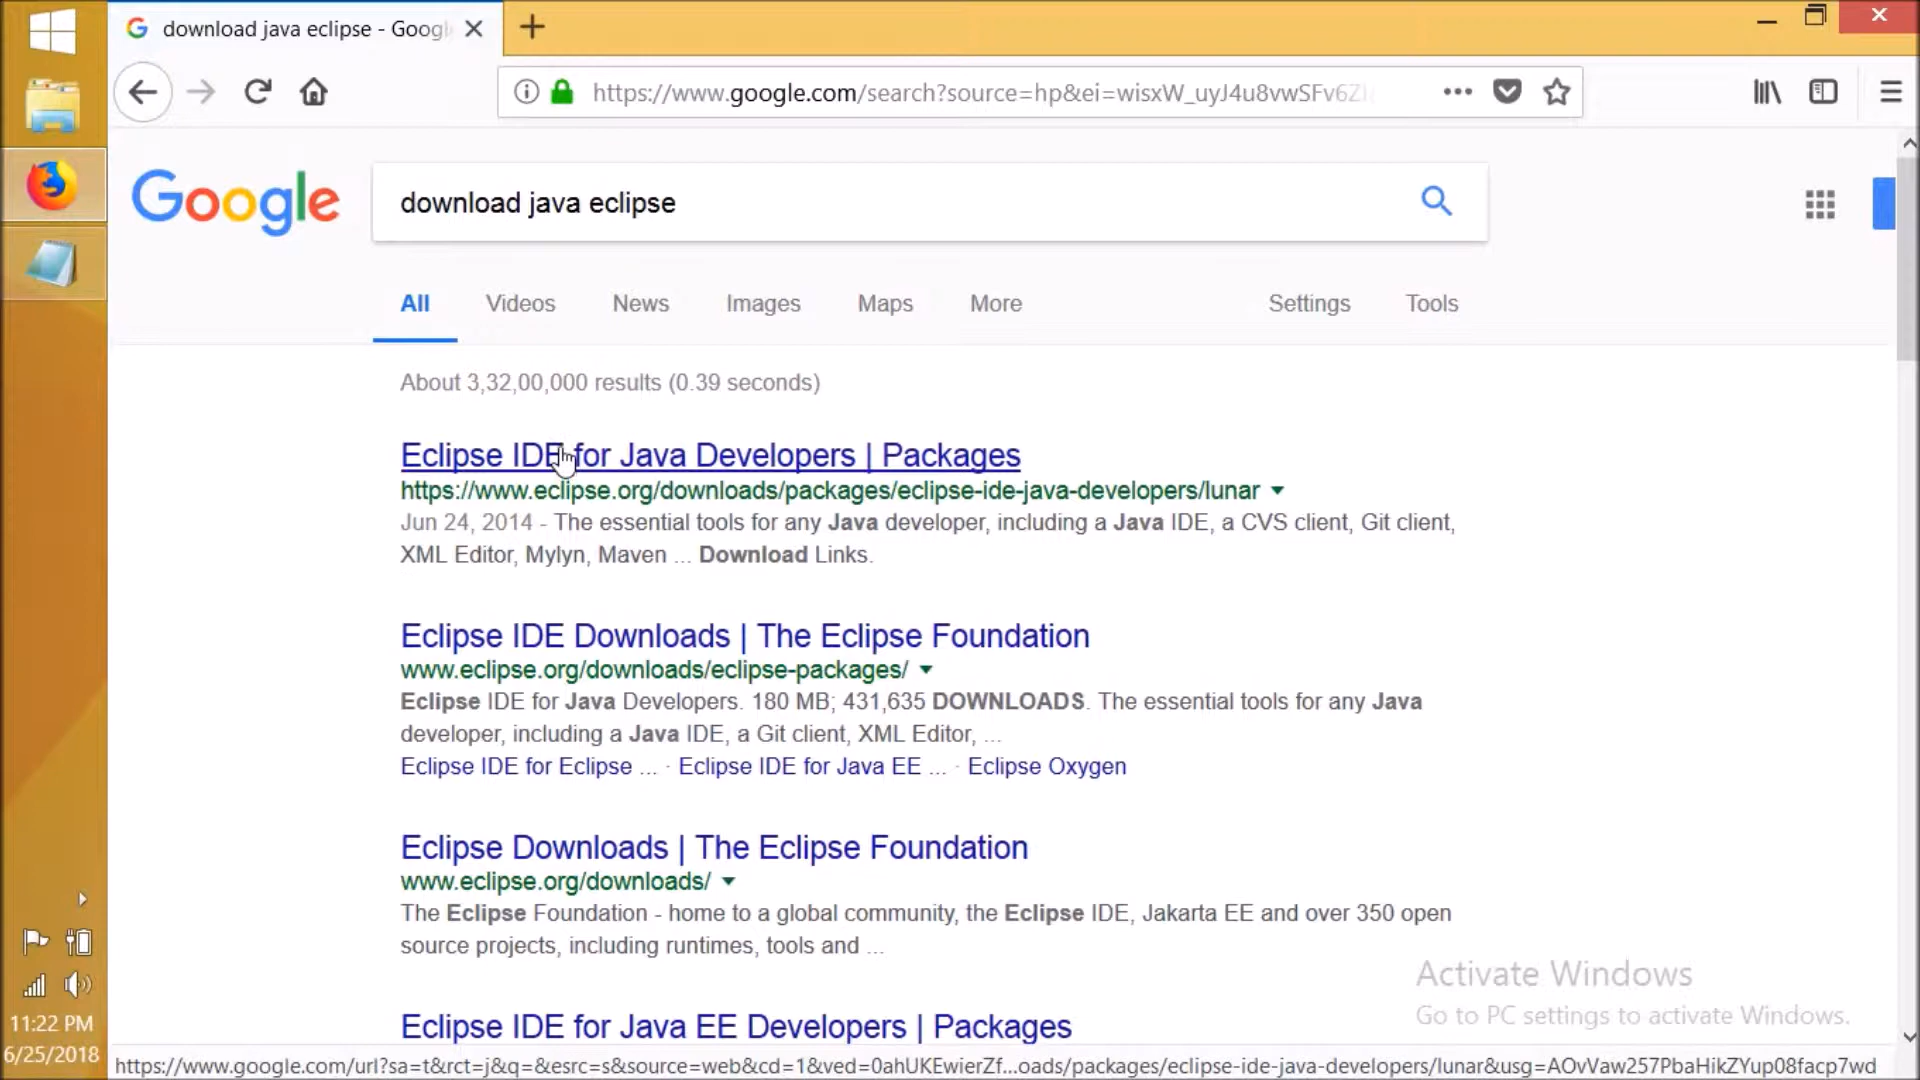 download java eclipse - Googl
https://www.google.com/search?source=hp&ei=wisxW_uyJ4u8vwSFv6Zl
Google
download java eclipse
All Videos News Images Maps More Settings Tools
About 3,32,00,000 results (0.39 seconds)
Eclipse IDE for Java Developers | Packages
https://www.eclipse.org/downloads/packages/eclipse-ide-java-developers/lunar
Jun 24, 2014 - The essential tools for any Java developer, including a Java IDE, a CVS client, Git client,
XML Editor, Mylyn, Maven ... Download Links.
Eclipse IDE Downloads | The Eclipse Foundation
www.eclipse.org/downloads/eclipse-packages/
Eclipse IDE for Java Developers. 180 MB; 431,635 DOWNLOADS. The essential tools for any Java
developer, including a Java IDE, a Git client, XML Editor, ...
Eclipse IDE for Eclipse ... · Eclipse IDE for Java EE ... · Eclipse Oxygen
Eclipse Downloads | The Eclipse Foundation
www.eclipse.org/downloads/
The Eclipse Foundation - home to a global community, the Eclipse IDE, Jakarta EE and over 350 open
source projects, including runtimes, tools and ...
Eclipse IDE for Java EE Developers | Packages
Activate Windows
Go to PC settings to activate Windows.
11:22 PM
6/25/2018
https://www.google.com/url?sa=t&rct=j&q=&esrc=s&source=web&cd=1&ved=0ahUKEwierZf...oads/packages/eclipse-ide-java-developers/lunar&usg=AOvVaw257PbaHikZYup08facp7wd